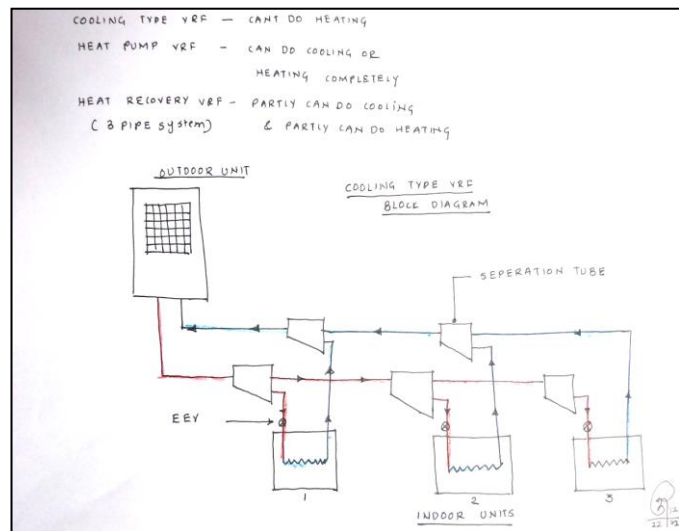 COOLING TYPE VRF - CANT DO HEATING
HEAT PUMP VRF - CAN DO COOLING OR
HEATING COMPLETELY
HEAT RECOVERY VRF - PARTLY CAN DO COOLING
(3 PIPE system) & PARTLY CAN DO HEATING
OUTDOOR UNIT
COOLING TYPE VRF
BLOCK DIAGRAM
SEPERATION TUBE
EEV
1
2
3
INDOOR UNITS